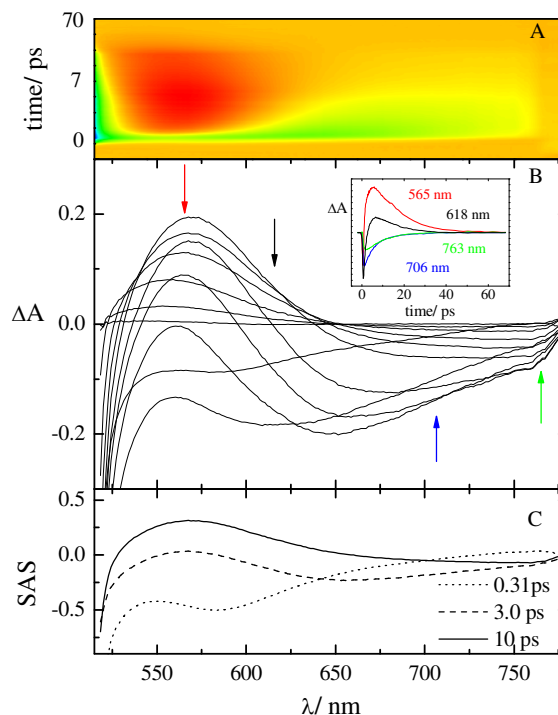 70
7
0
time/ ps
A
B
0.2
0.0
-0.2
ΔA
ΔA
565 nm
618 nm
763 nm
706 nm
0 20 40 60
time/ ps
C
0.5
0.0
-0.5
SAS
0.31ps
3.0 ps
10 ps
550 600 650 700 750
λ/ nm